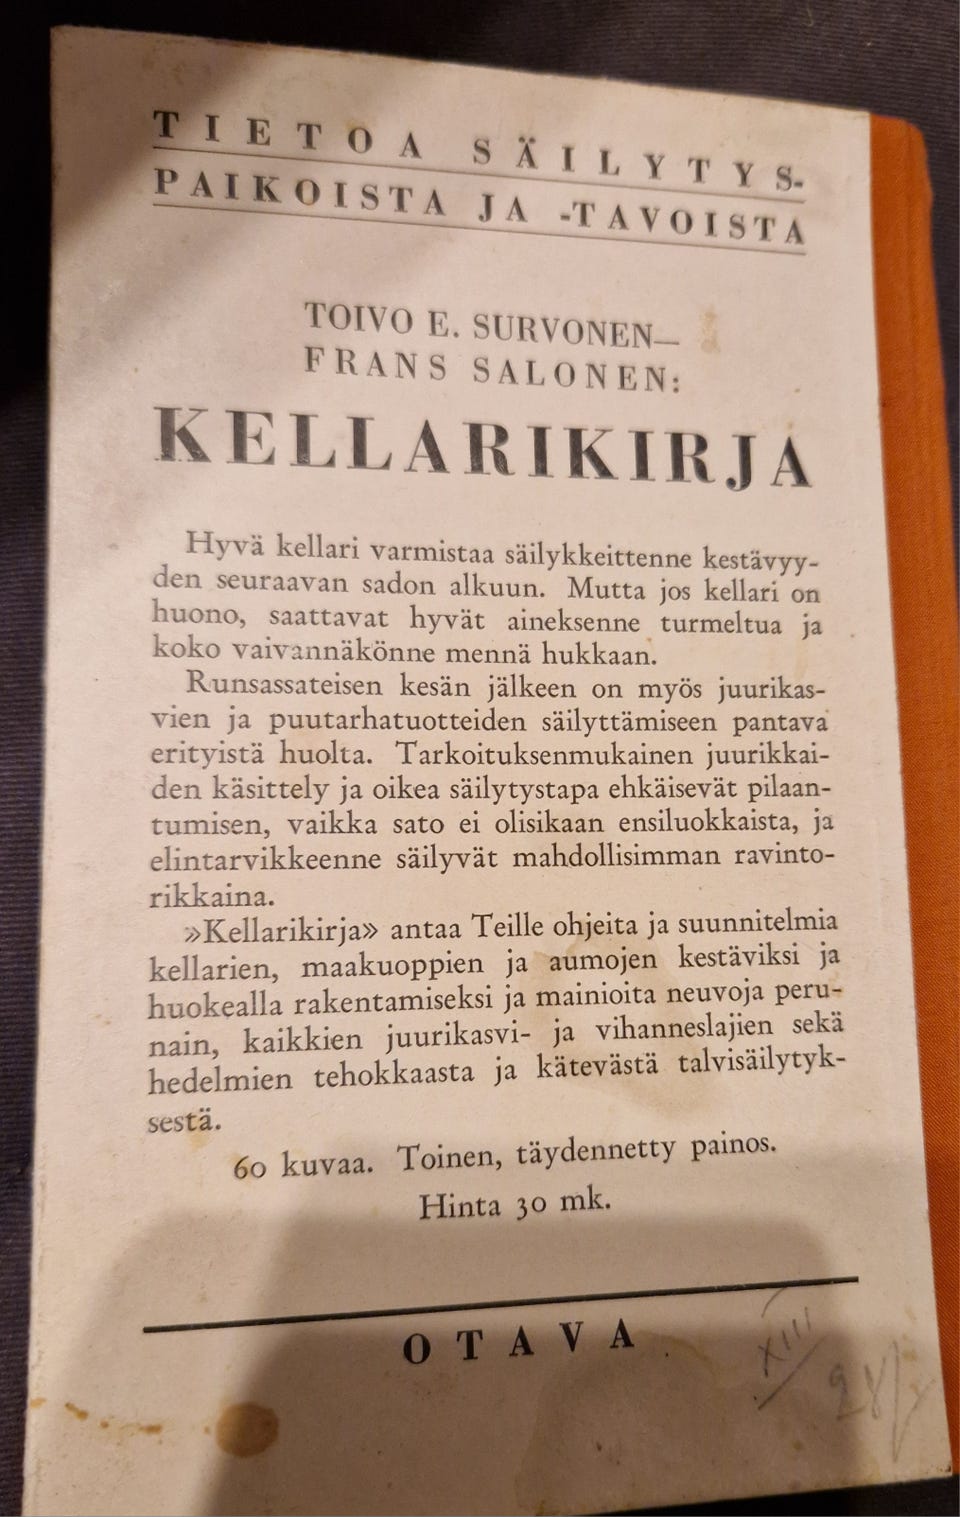 TIETOA SÄILYTYS-
PAIKOISTA JA -TAVOISTA
TOIVO E. SURVONEN—
FRANS SALONEN:
KELLARIKIRJA
Hyvä kellari varmistaa säilykkeittenne kestävyy-
den seuraavan sadon alkuun. Mutta jos kellari on
huono, saattavat hyvät aineksenne turmeltua ja
koko vaivannäkönne mennä hukkaan.
Runsassateisen kesän jälkeen on myös juurikas-
vien ja puutarhatuotteiden säilyttämiseen pantava
erityistä huolta. Tarkoituksenmukainen juurikkai-
den käsittely ja oikea säilytystapa ehkäisevät pilaan-
tumisen, vaikka sato ei olisikaan ensiluokkaista, ja
elintarvikkeenne säilyvät mahdollisimman ravinto-
rikkaina.
»Kellarikirja» antaa Teille ohjeita ja suunnitelmia
kellarien, maakuoppien ja aumojen kestäviksi ja
huokealla rakentamiseksi ja mainioita neuvoja peru-
nain, kaikkien juurikasvi- ja vihanneslajien sekä
hedelmien tehokkaasta ja kätevästä talvisäilytyk-
sestä.
60 kuvaa. Toinen, täydennetty painos.
Hinta 30 mk.
OTAVA
XIII